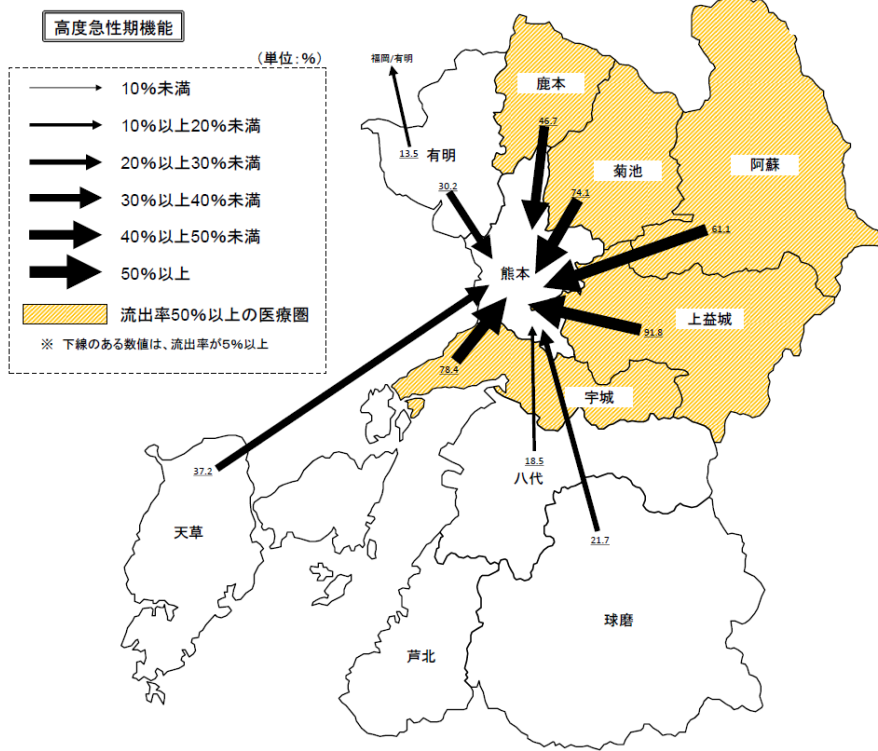 高度急性期機能
（単位：％）
10％未満
10％以上20％未満
20％以上30％未満
30％以上40％未満
40％以上50％未満
50％以上
流出率50％以上の医療圏
※ 下線のある数値は、流出率が5％以上
福岡/有明
13.5
有明
30.2
鹿本
46.7
菊池
74.1
阿蘇
61.1
熊本
上益城
91.8
78.4
宇城
37.2
天草
18.5
八代
21.7
球磨
芦北